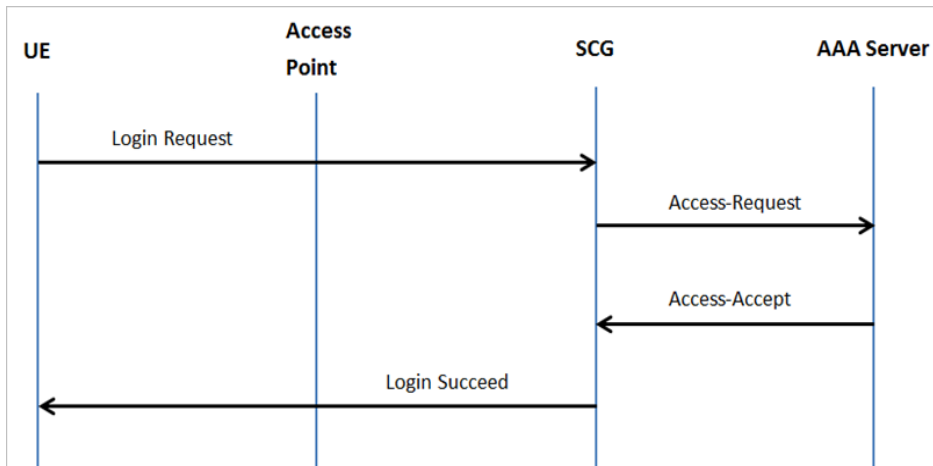 UE
Access
Point
SCG
AAA Server
Login Request
Access-Request
Access-Accept
Login Succeed